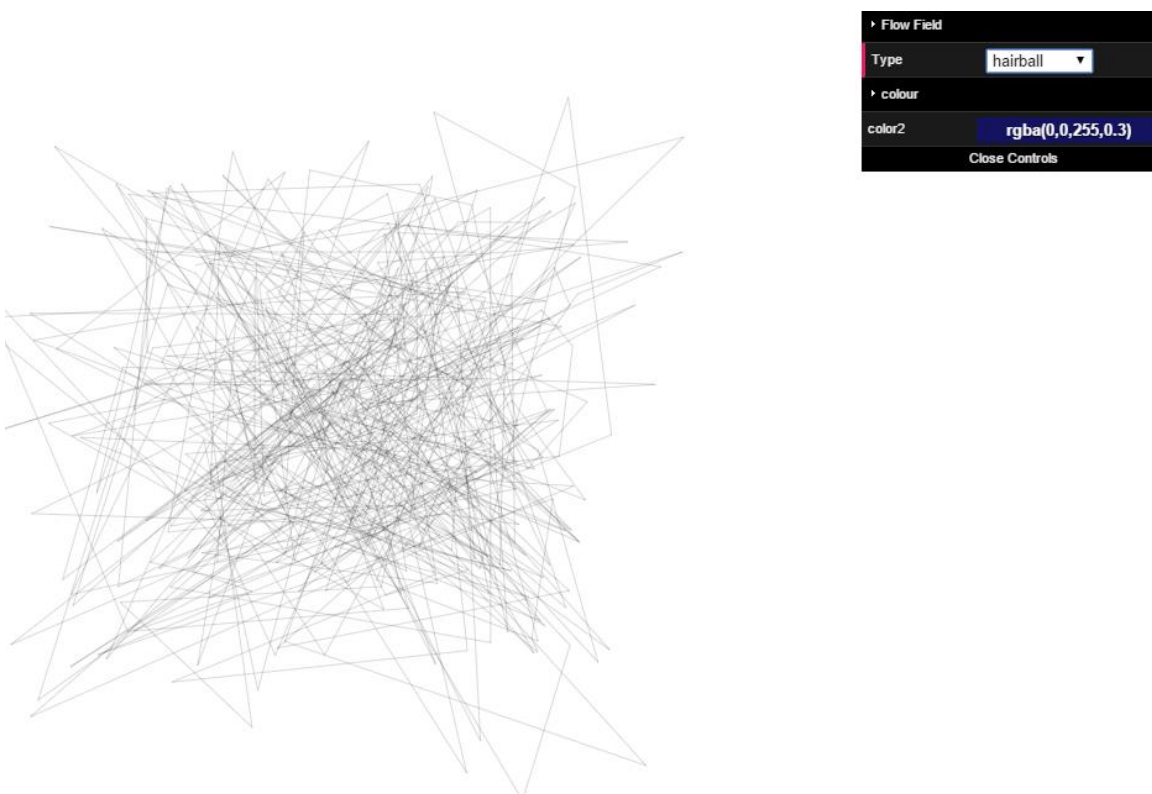 Flow Field
Type hairball
colour
color2 rgba(0,0,255,0.3)
Close Controls